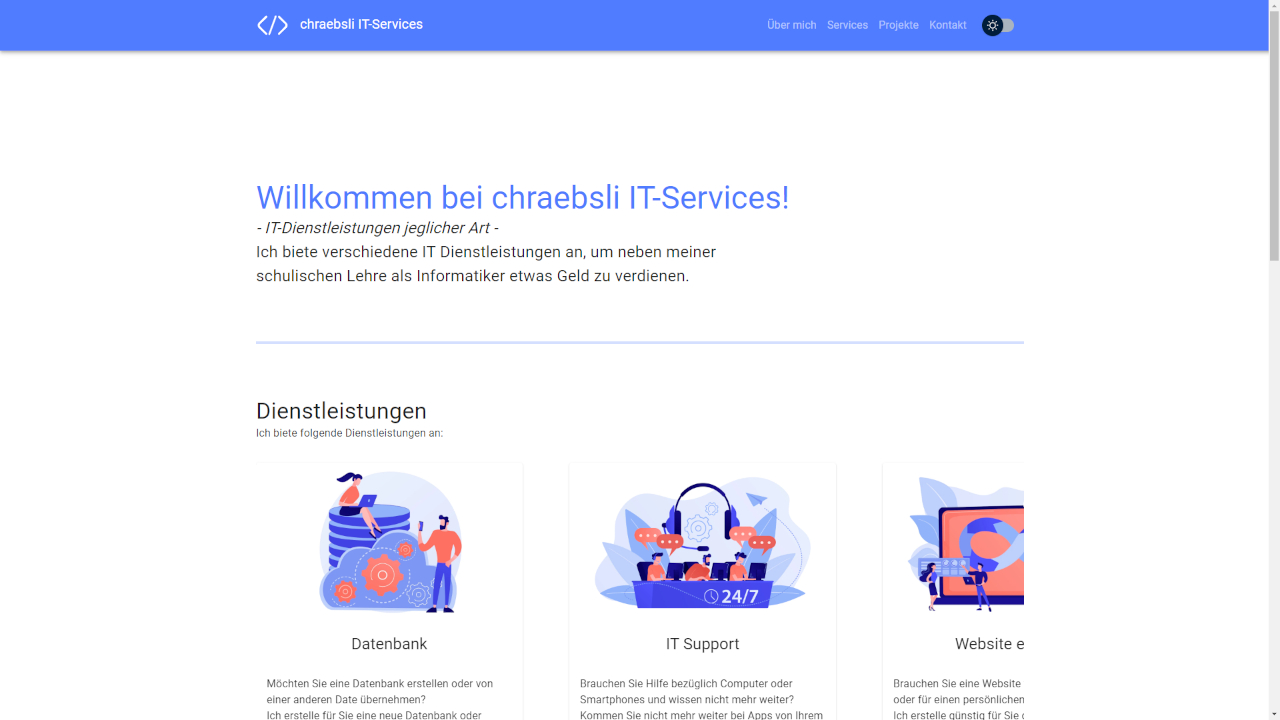 chraebsli IT-Services
Über mich Services Projekte Kontakt
Willkommen bei chraebsli IT-Services!
- IT-Dienstleistungen jeglicher Art -
Ich biete verschiedene IT Dienstleistungen an, um neben meiner
schulischen Lehre als Informatiker etwas Geld zu verdienen.
Dienstleistungen
Ich biete folgende Dienstleistungen an:
24/7
Datenbank
Möchten Sie eine Datenbank erstellen oder von
einer anderen Date übernehmen?
Ich erstelle für Sie eine neue Datenbank oder
IT Support
Brauchen Sie Hilfe bezüglich Computer oder
Smartphones und wissen nicht mehr weiter?
Kommen Sie nicht mehr weiter bei Apps von Ihrem
Website e
Brauchen Sie eine Website
oder für einen persönlichen
Ich erstelle günstig für Sie